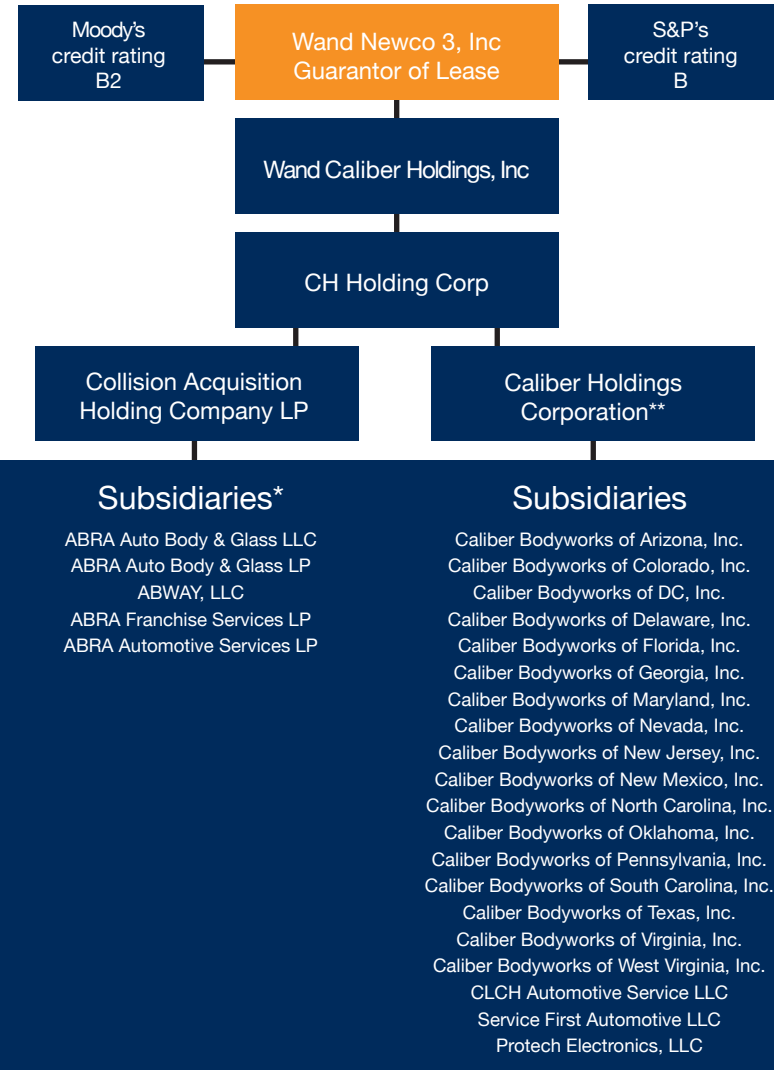 Moody's
credit rating
B2
Wand Newco 3, Inc
Guarantor of Lease
S&P's
credit rating
B
Wand Caliber Holdings, Inc
CH Holding Corp
Collision Acquisition
Holding Company LP
Caliber Holdings
Corporation**
Subsidiaries*
ABRA Auto Body & Glass LLC
ABRA Auto Body & Glass LP
ABWAY, LLC
ABRA Franchise Services LP
ABRA Automotive Services LP
Subsidiaries
Caliber Bodyworks of Arizona, Inc.
Caliber Bodyworks of Colorado, Inc.
Caliber Bodyworks of DC, Inc.
Caliber Bodyworks of Delaware, Inc.
Caliber Bodyworks of Florida, Inc.
Caliber Bodyworks of Georgia, Inc.
Caliber Bodyworks of Maryland, Inc.
Caliber Bodyworks of Nevada, Inc.
Caliber Bodyworks of New Jersey, Inc.
Caliber Bodyworks of New Mexico, Inc.
Caliber Bodyworks of North Carolina, Inc.
Caliber Bodyworks of Oklahoma, Inc.
Caliber Bodyworks of Pennsylvania, Inc.
Caliber Bodyworks of South Carolina, Inc.
Caliber Bodyworks of Texas, Inc.
Caliber Bodyworks of Virginia, Inc.
Caliber Bodyworks of West Virginia, Inc.
CLCH Automotive Service LLC
Service First Automotive LLC
Protech Electronics, LLC